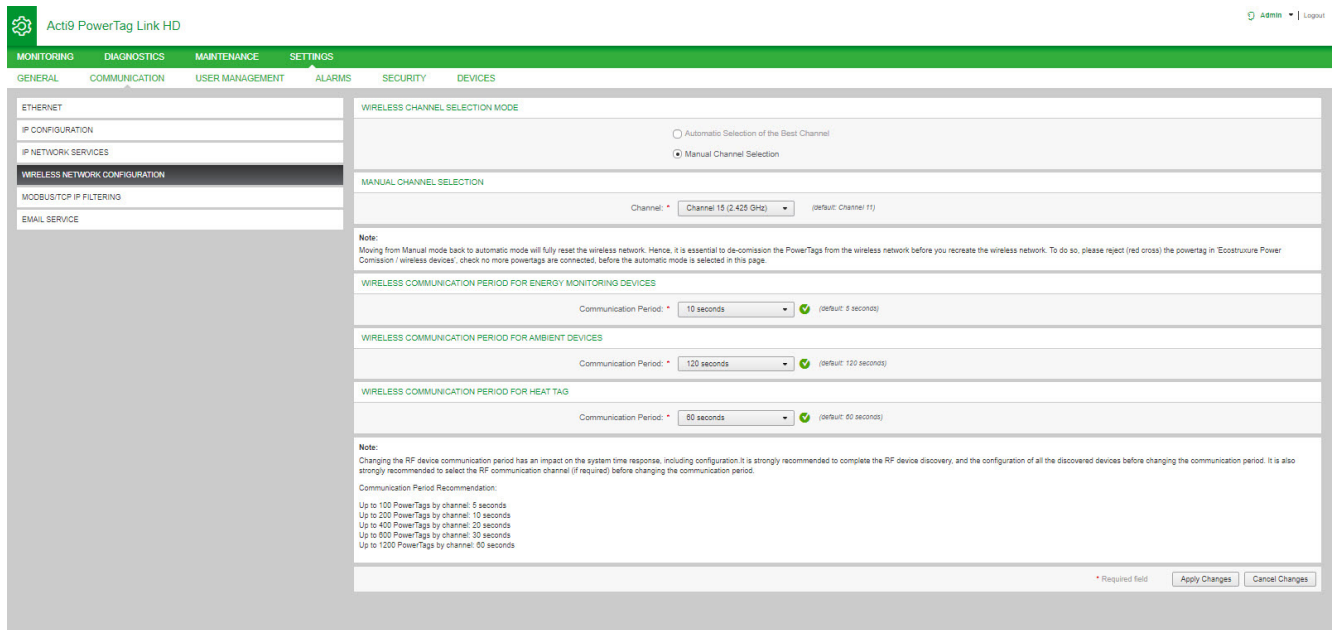 Acti9 PowerTag Link HD
Admin | Logout
MONITORING DIAGNOSTICS MAINTENANCE SETTINGS
GENERAL COMMUNICATION USER MANAGEMENT ALARMS SECURITY DEVICES
ETHERNET
IP CONFIGURATION
IP NETWORK SERVICES
WIRELESS NETWORK CONFIGURATION
MODBUS/TCP IP FILTERING
EMAIL SERVICE
WIRELESS CHANNEL SELECTION MODE
Automatic Selection of the Best Channel
Manual Channel Selection
MANUAL CHANNEL SELECTION
Channel: * Channel 15 (2.425 GHz) (default: Channel 11)
Note:
Moving from Manual mode back to automatic mode will fully reset the wireless network. Hence, it is essential to de-comission the PowerTags from the wireless network before you recreate the wireless network. To do so, please reject (red cross) the powertag in 'Ecostruxure Power
Comission / wireless devices', check no more powertags are connected, before the automatic mode is selected in this page.
WIRELESS COMMUNICATION PERIOD FOR ENERGY MONITORING DEVICES
Communication Period: * 10 seconds (default: 5 seconds)
WIRELESS COMMUNICATION PERIOD FOR AMBIENT DEVICES
Communication Period: * 120 seconds (default: 120 seconds)
WIRELESS COMMUNICATION PERIOD FOR HEAT TAG
Communication Period: * 60 seconds (default: 60 seconds)
Note:
Changing the RF device communication period has an impact on the system time response, including configuration.It is strongly recommended to complete the RF device discovery, and the configuration of all the discovered devices before changing the communication period. It is also
strongly recommended to select the RF communication channel (if required) before changing the communication period.
Communication Period Recommendation:
Up to 100 PowerTags by channel: 5 seconds
Up to 200 PowerTags by channel: 10 seconds
Up to 400 PowerTags by channel: 20 seconds
Up to 600 PowerTags by channel: 30 seconds
Up to 1200 PowerTags by channel: 60 seconds
* Required field Apply Changes Cancel Changes